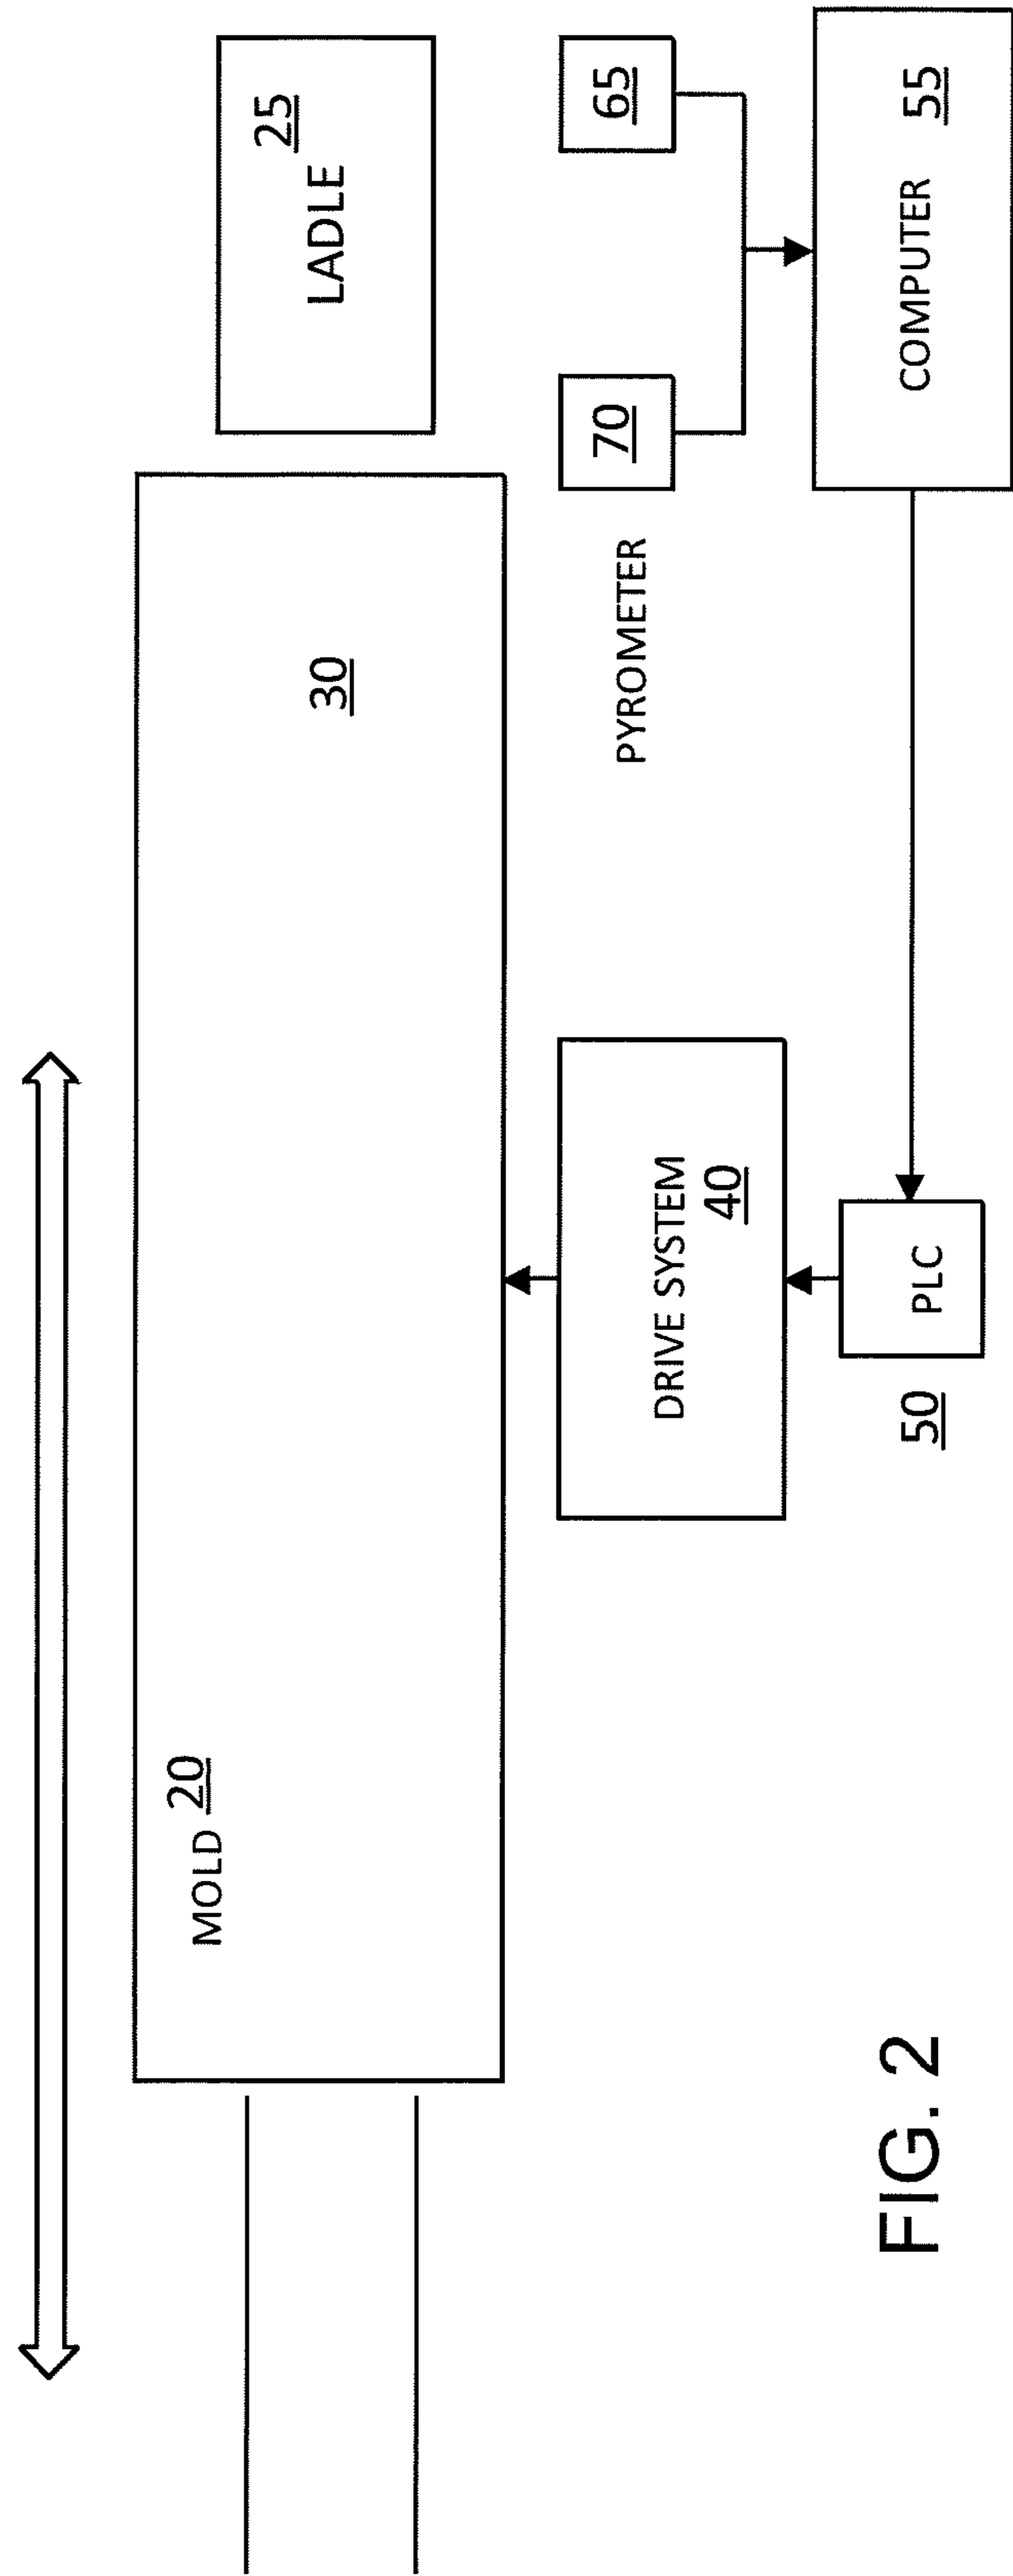 MOLD 20
30
25
LADLE
DRIVE SYSTEM
40
PYROMETER
70
65
50
PLC
COMPUTER 55
FIG. 2